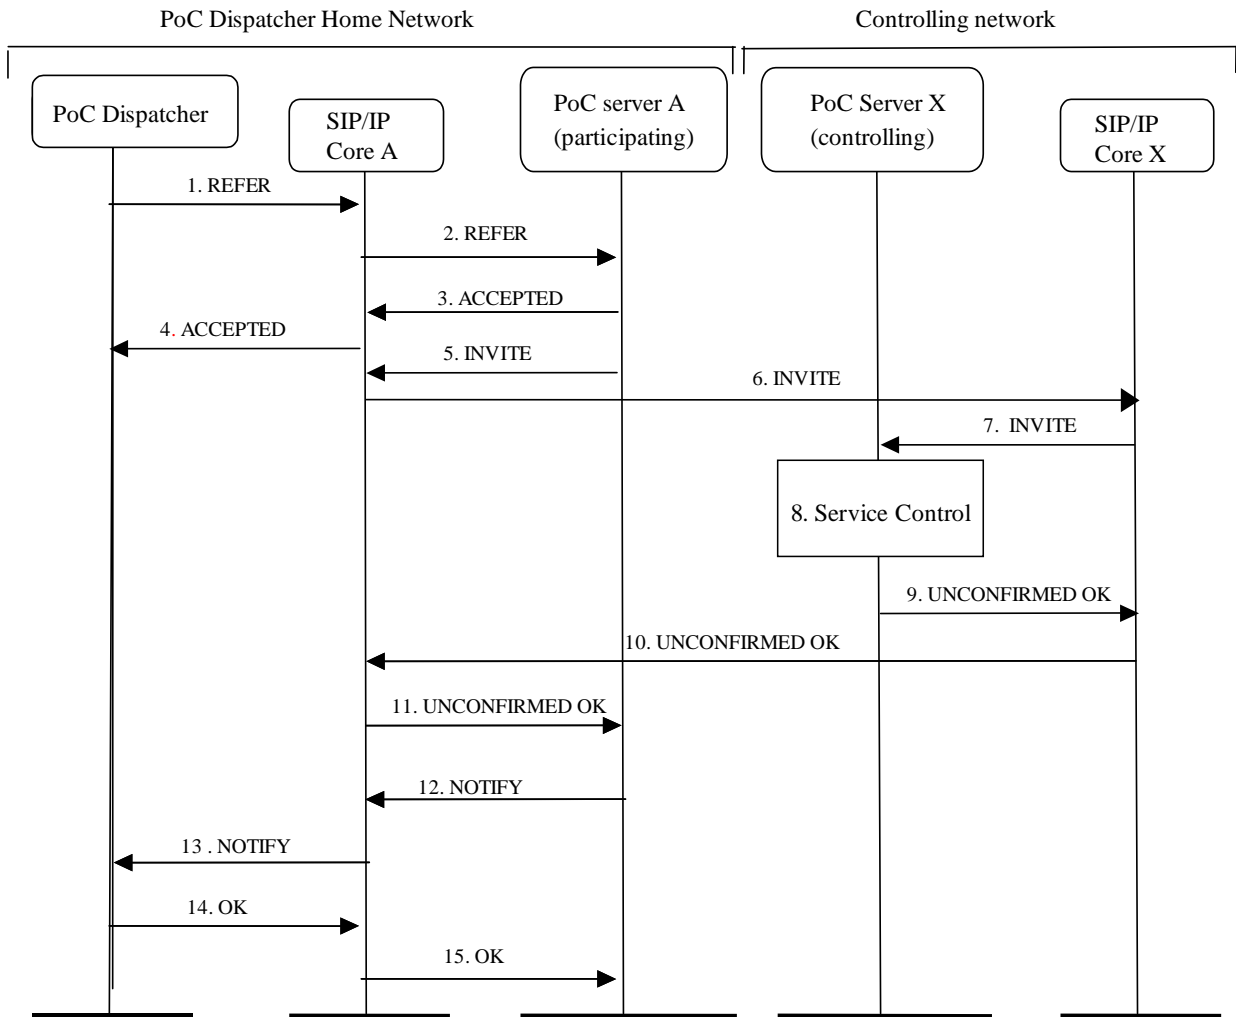 PoC Dispatcher Home Network
Controlling network
PoC Dispatcher
SIP/IP
Core A
PoC server A
(participating)
PoC Server X
(controlling)
SIP/IP
Core X
1. REFER
2. REFER
3. ACCEPTED
4. ACCEPTED
5. INVITE
6. INVITE
7. INVITE
8. Service Control
9. UNCONFIRMED OK
10. UNCONFIRMED OK
11. UNCONFIRMED OK
12. NOTIFY
13 . NOTIFY
14. OK
15. OK